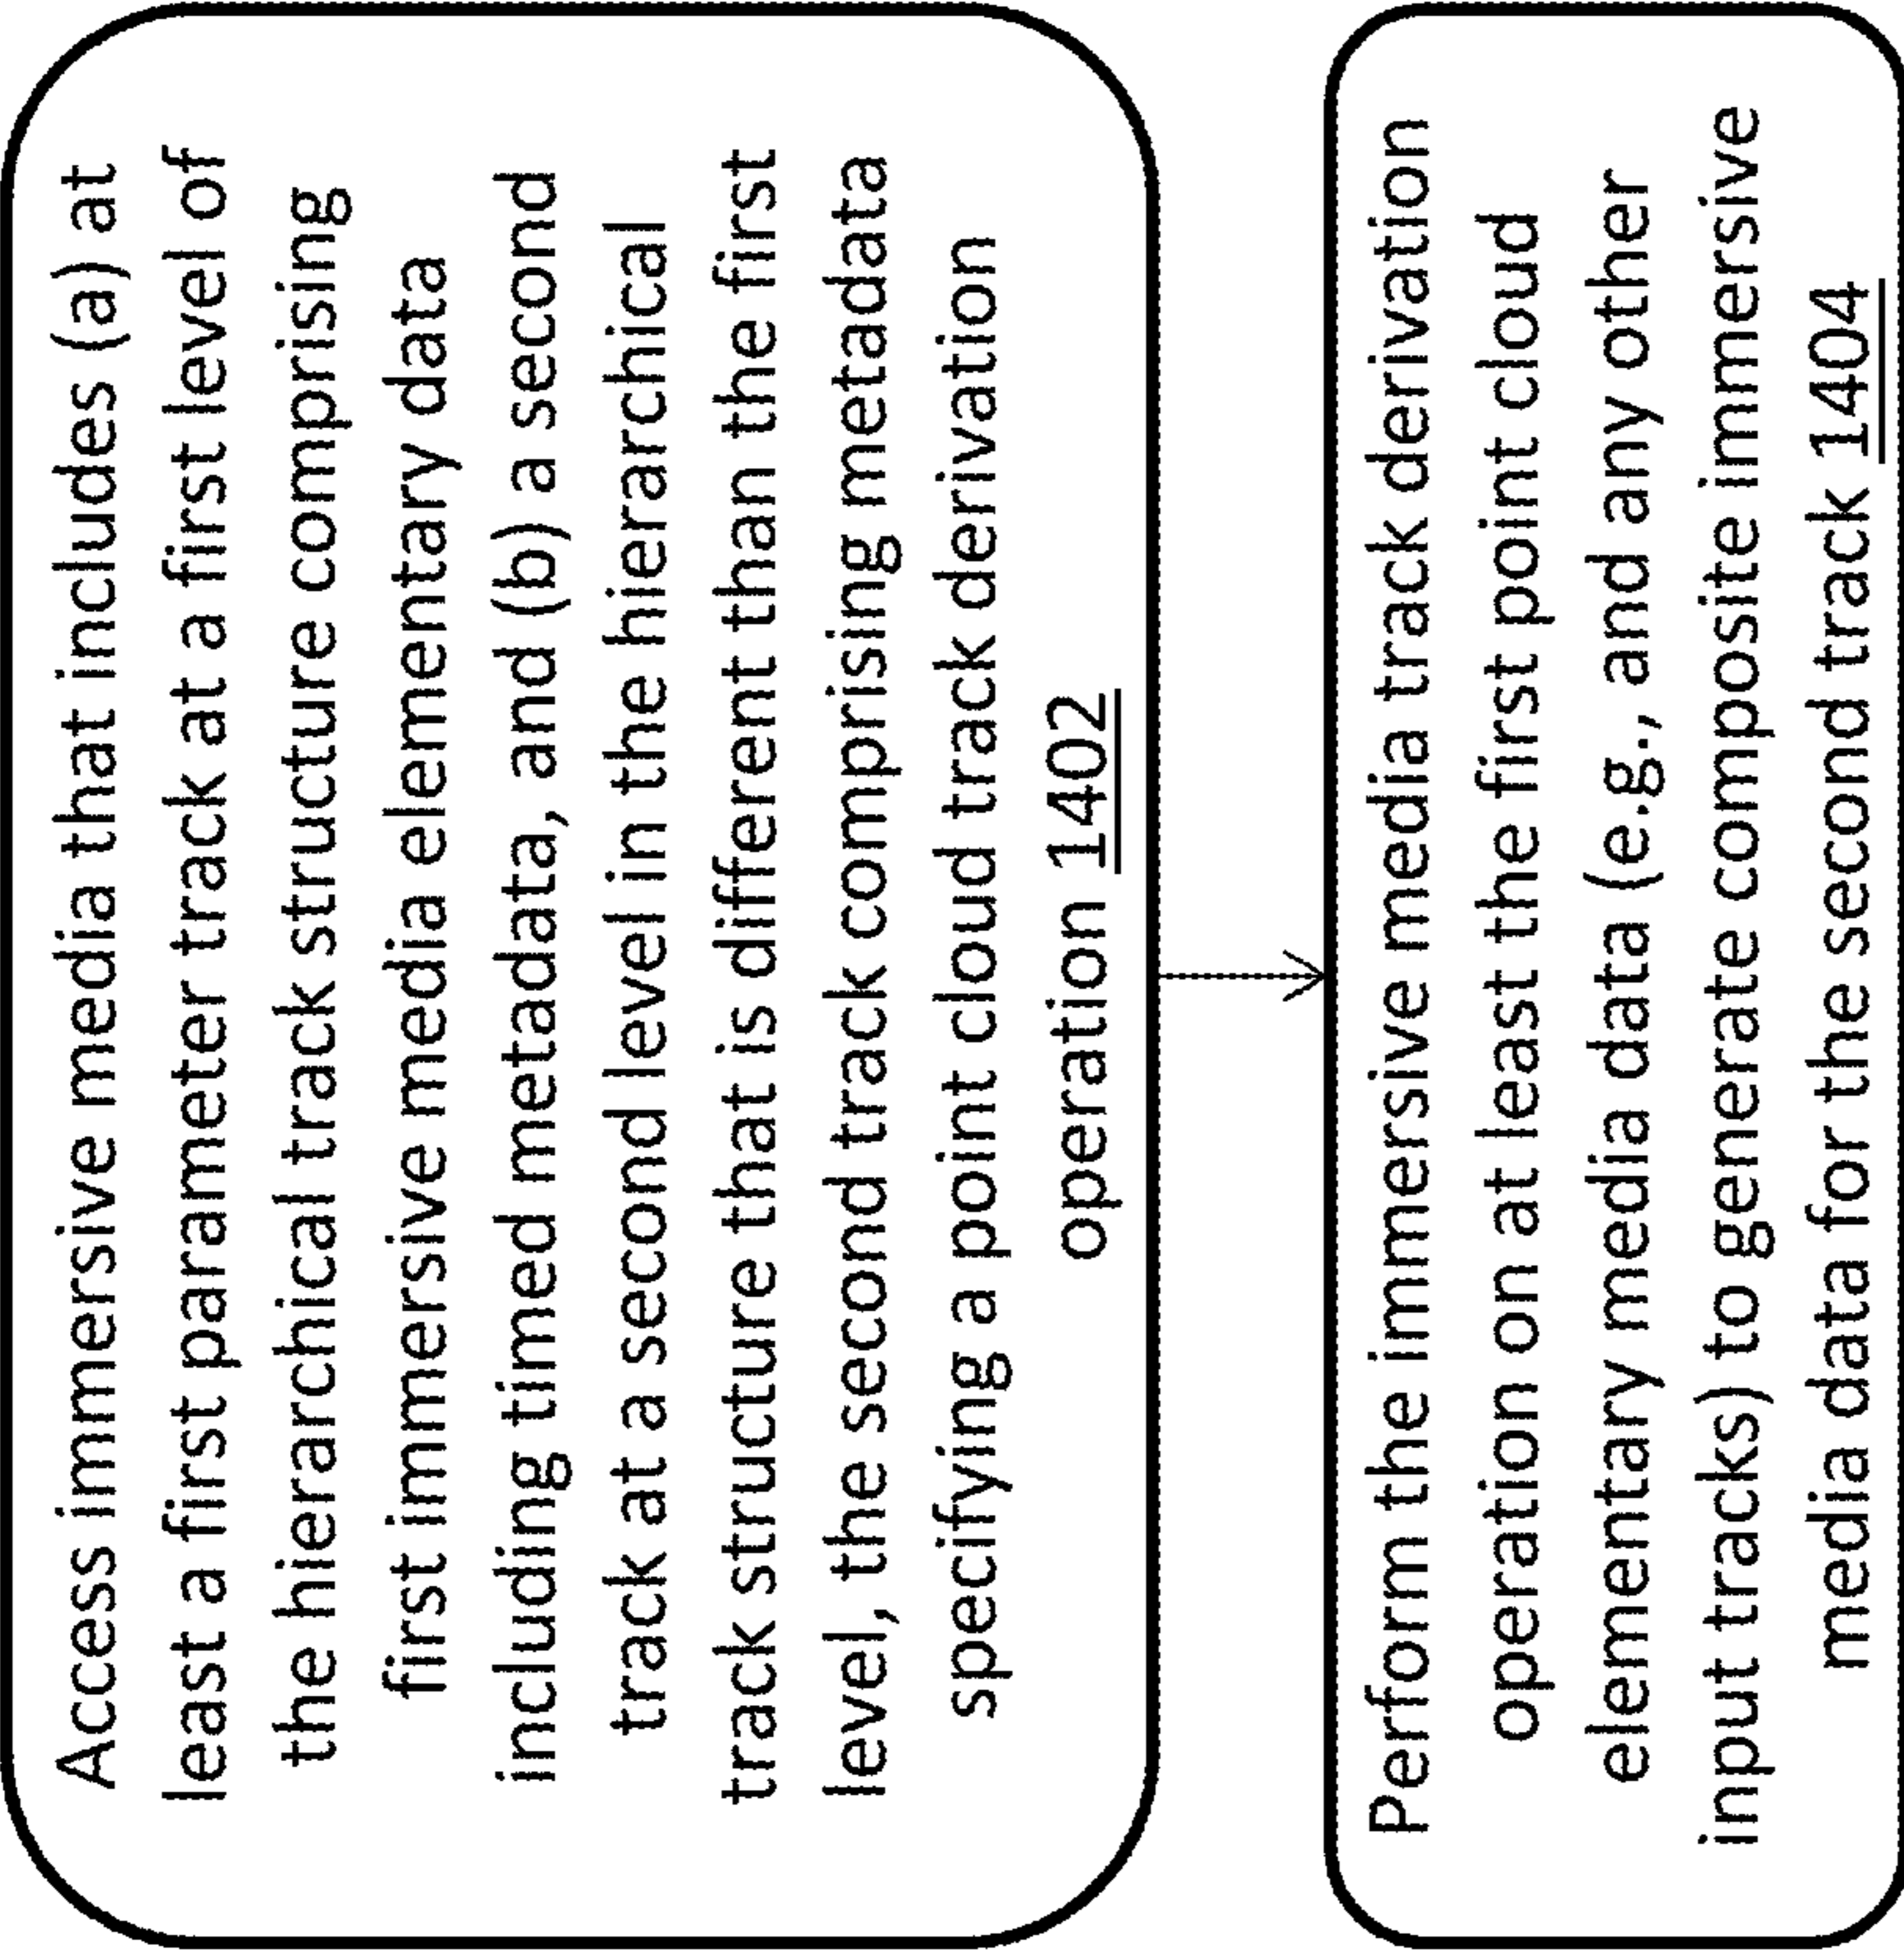 Access immersive media that includes (a) at
least a first parameter track at a first level of
the hierarchical track structure comprising
first immersive media elementary data
including timed metadata, and (b) a second
track at a second level in the hierarchical
track structure that is different than the first
level, the second track comprising metadata
specifying a point cloud track derivation
operation 1402
Perform the immersive media track derivation
operation on at least the first point cloud
elementary media data (e.g., and any other
input tracks) to generate composite immersive
media data for the second track 1404